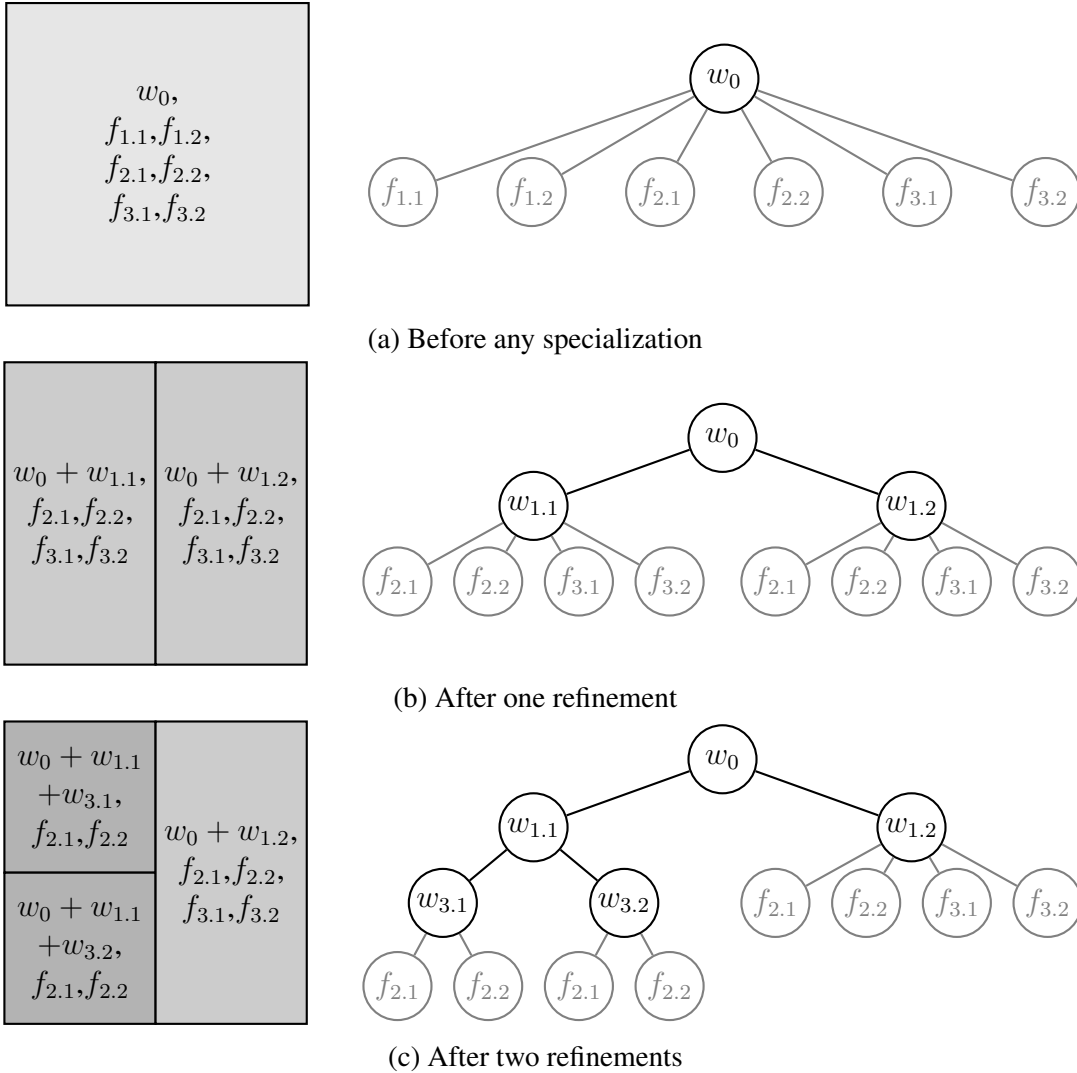 w₀,
f₁.₁,f₁.₂,
f₂.₁,f₂.₂,
f₃.₁,f₃.₂
w₀
f₁.₁ f₁.₂ f₂.₁ f₂.₂ f₃.₁ f₃.₂
(a) Before any specialization
w₀ + w₁.₁,
f₂.₁,f₂.₂,
f₃.₁,f₃.₂
w₀ + w₁.₂,
f₂.₁,f₂.₂,
f₃.₁,f₃.₂
w₀
w₁.₁ w₁.₂
f₂.₁ f₂.₂ f₃.₁ f₃.₂ f₂.₁ f₂.₂ f₃.₁ f₃.₂
(b) After one refinement
w₀ + w₁.₁
+w₃.₁,
f₂.₁,f₂.₂
w₀ + w₁.₁
+w₃.₂,
f₂.₁,f₂.₂
w₀ + w₁.₂,
f₂.₁,f₂.₂,
f₃.₁,f₃.₂
w₀
w₁.₁ w₁.₂
w₃.₁ w₃.₂ f₂.₁ f₂.₂ f₃.₁ f₃.₂
f₂.₁ f₂.₂ f₂.₁ f₂.₂
(c) After two refinements